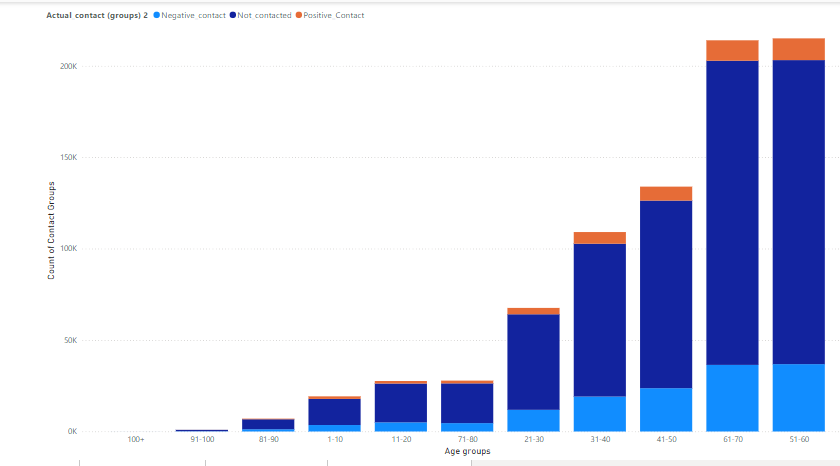 Actual contact (groups) 2 Negative_contact Not_contacted Positive_Contact
200K
150K
100K
50K
0K
Count of Contact Groups
100+ 91-100 81-90 1-10 11-20 71-80 21-30 31-40 41-50 61-70 51-60
Age groups